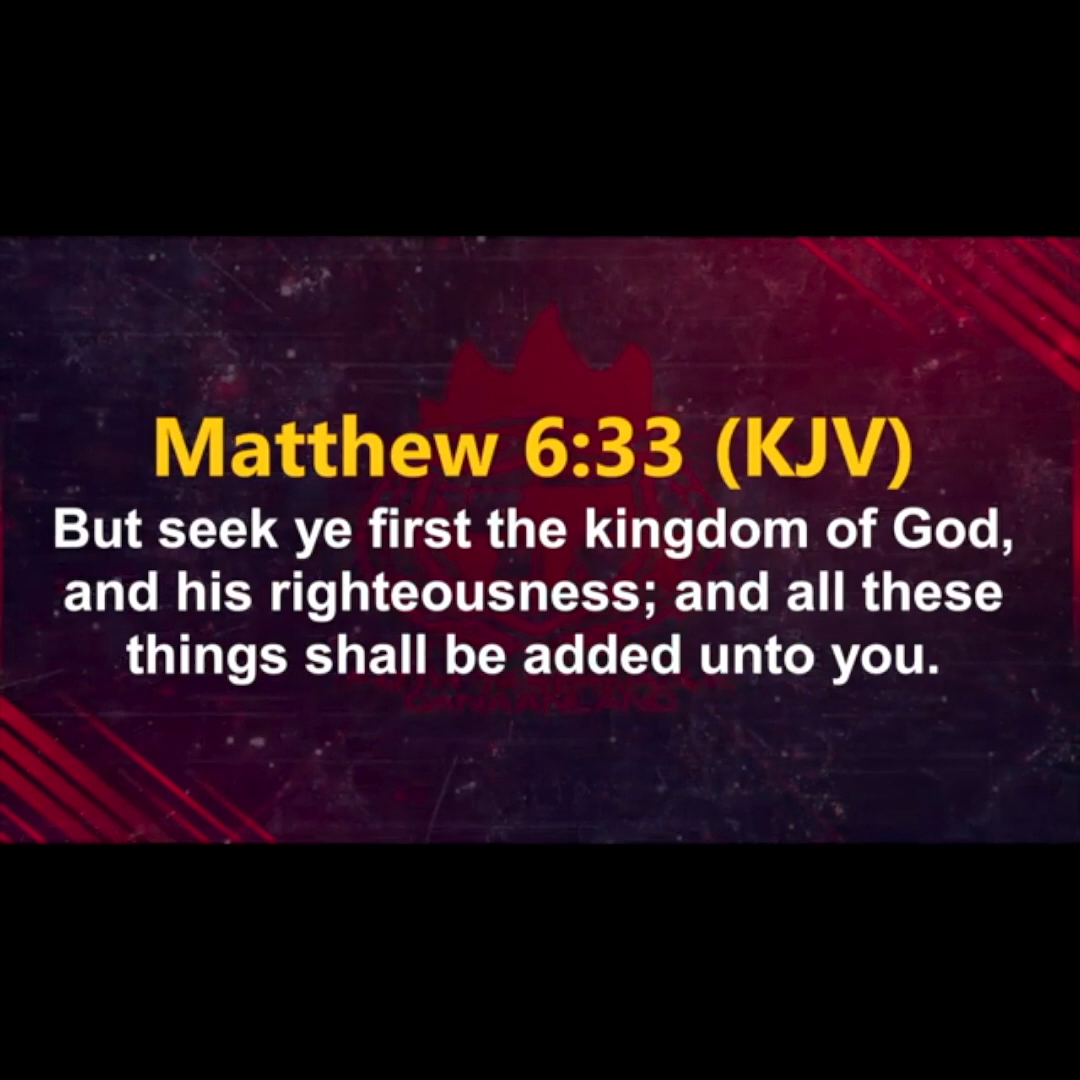 Matthew 6:33 (KJV)
But seek ye first the kingdom of God,
and his righteousness; and all these
things shall be added unto you.